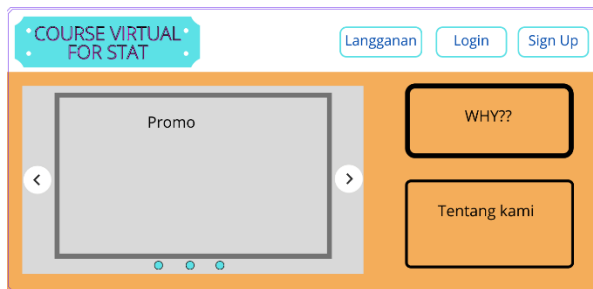 COURSE VIRTUAL
FOR STAT
Langganan
Login
Sign Up
Promo
WHY??
Tentang kami